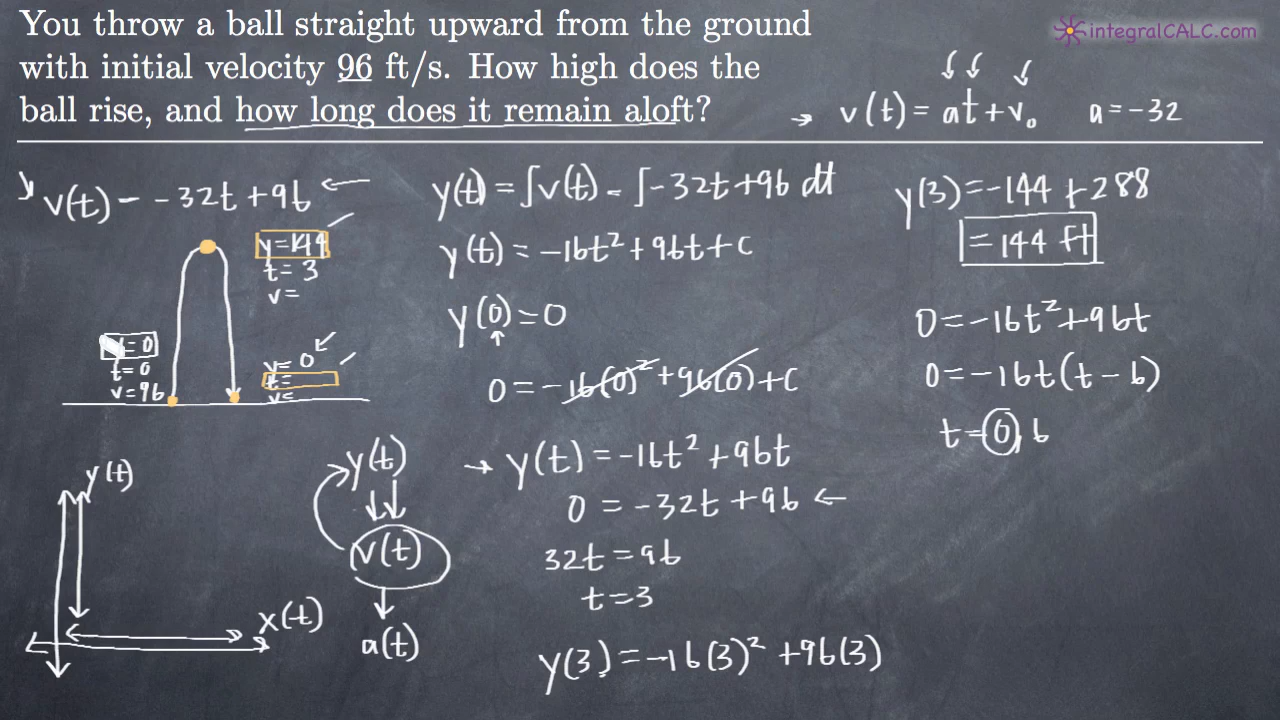 You throw a ball straight upward from the ground
with initial velocity 96 ft/s. How high does the
ball rise, and how long does it remain aloft?
integralCALC.com
→ v(t) = at + v₀ a = -32
v(t) = -32t + 96 ←
y = 144
t = 3
v =
= 0
t = 0
v = 96
y = 0
t =
v =
y(t)
x(t)
y(t)
v(t)
a(t)
y(t) = ∫v(t) = ∫-32t + 96 dt
y(t) = -16t² + 96t + C
y(0) = 0
0 = -16(0)² + 96(0) + C
→ y(t) = -16t² + 96t
0 = -32t + 96 ←
32t = 96
t = 3
y(3) = -16(3)² + 96(3)
y(3) = -144 + 288
= 144 ft
0 = -16t² + 96t
0 = -16t(t - 6)
t = 0, 6